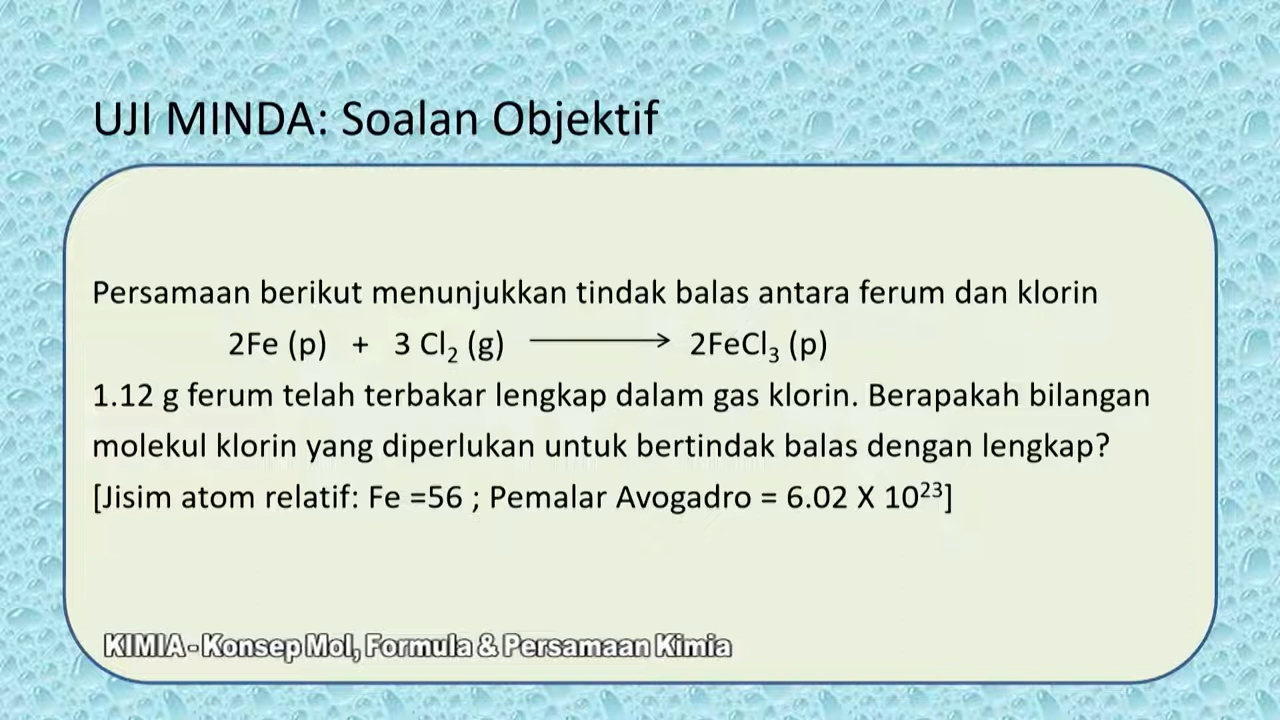 UJI MINDA: Soalan Objektif
Persamaan berikut menunjukkan tindak balas antara ferum dan klorin
2Fe (p) + 3 Cl₂ (g) ⟶ 2FeCl₃ (p)
1.12 g ferum telah terbakar lengkap dalam gas klorin. Berapakah bilangan
molekul klorin yang diperlukan untuk bertindak balas dengan lengkap?
[Jisim atom relatif: Fe =56 ; Pemalar Avogadro = 6.02 X 10²³]
KIMIA - Konsep Mol, Formula & Persamaan Kimia